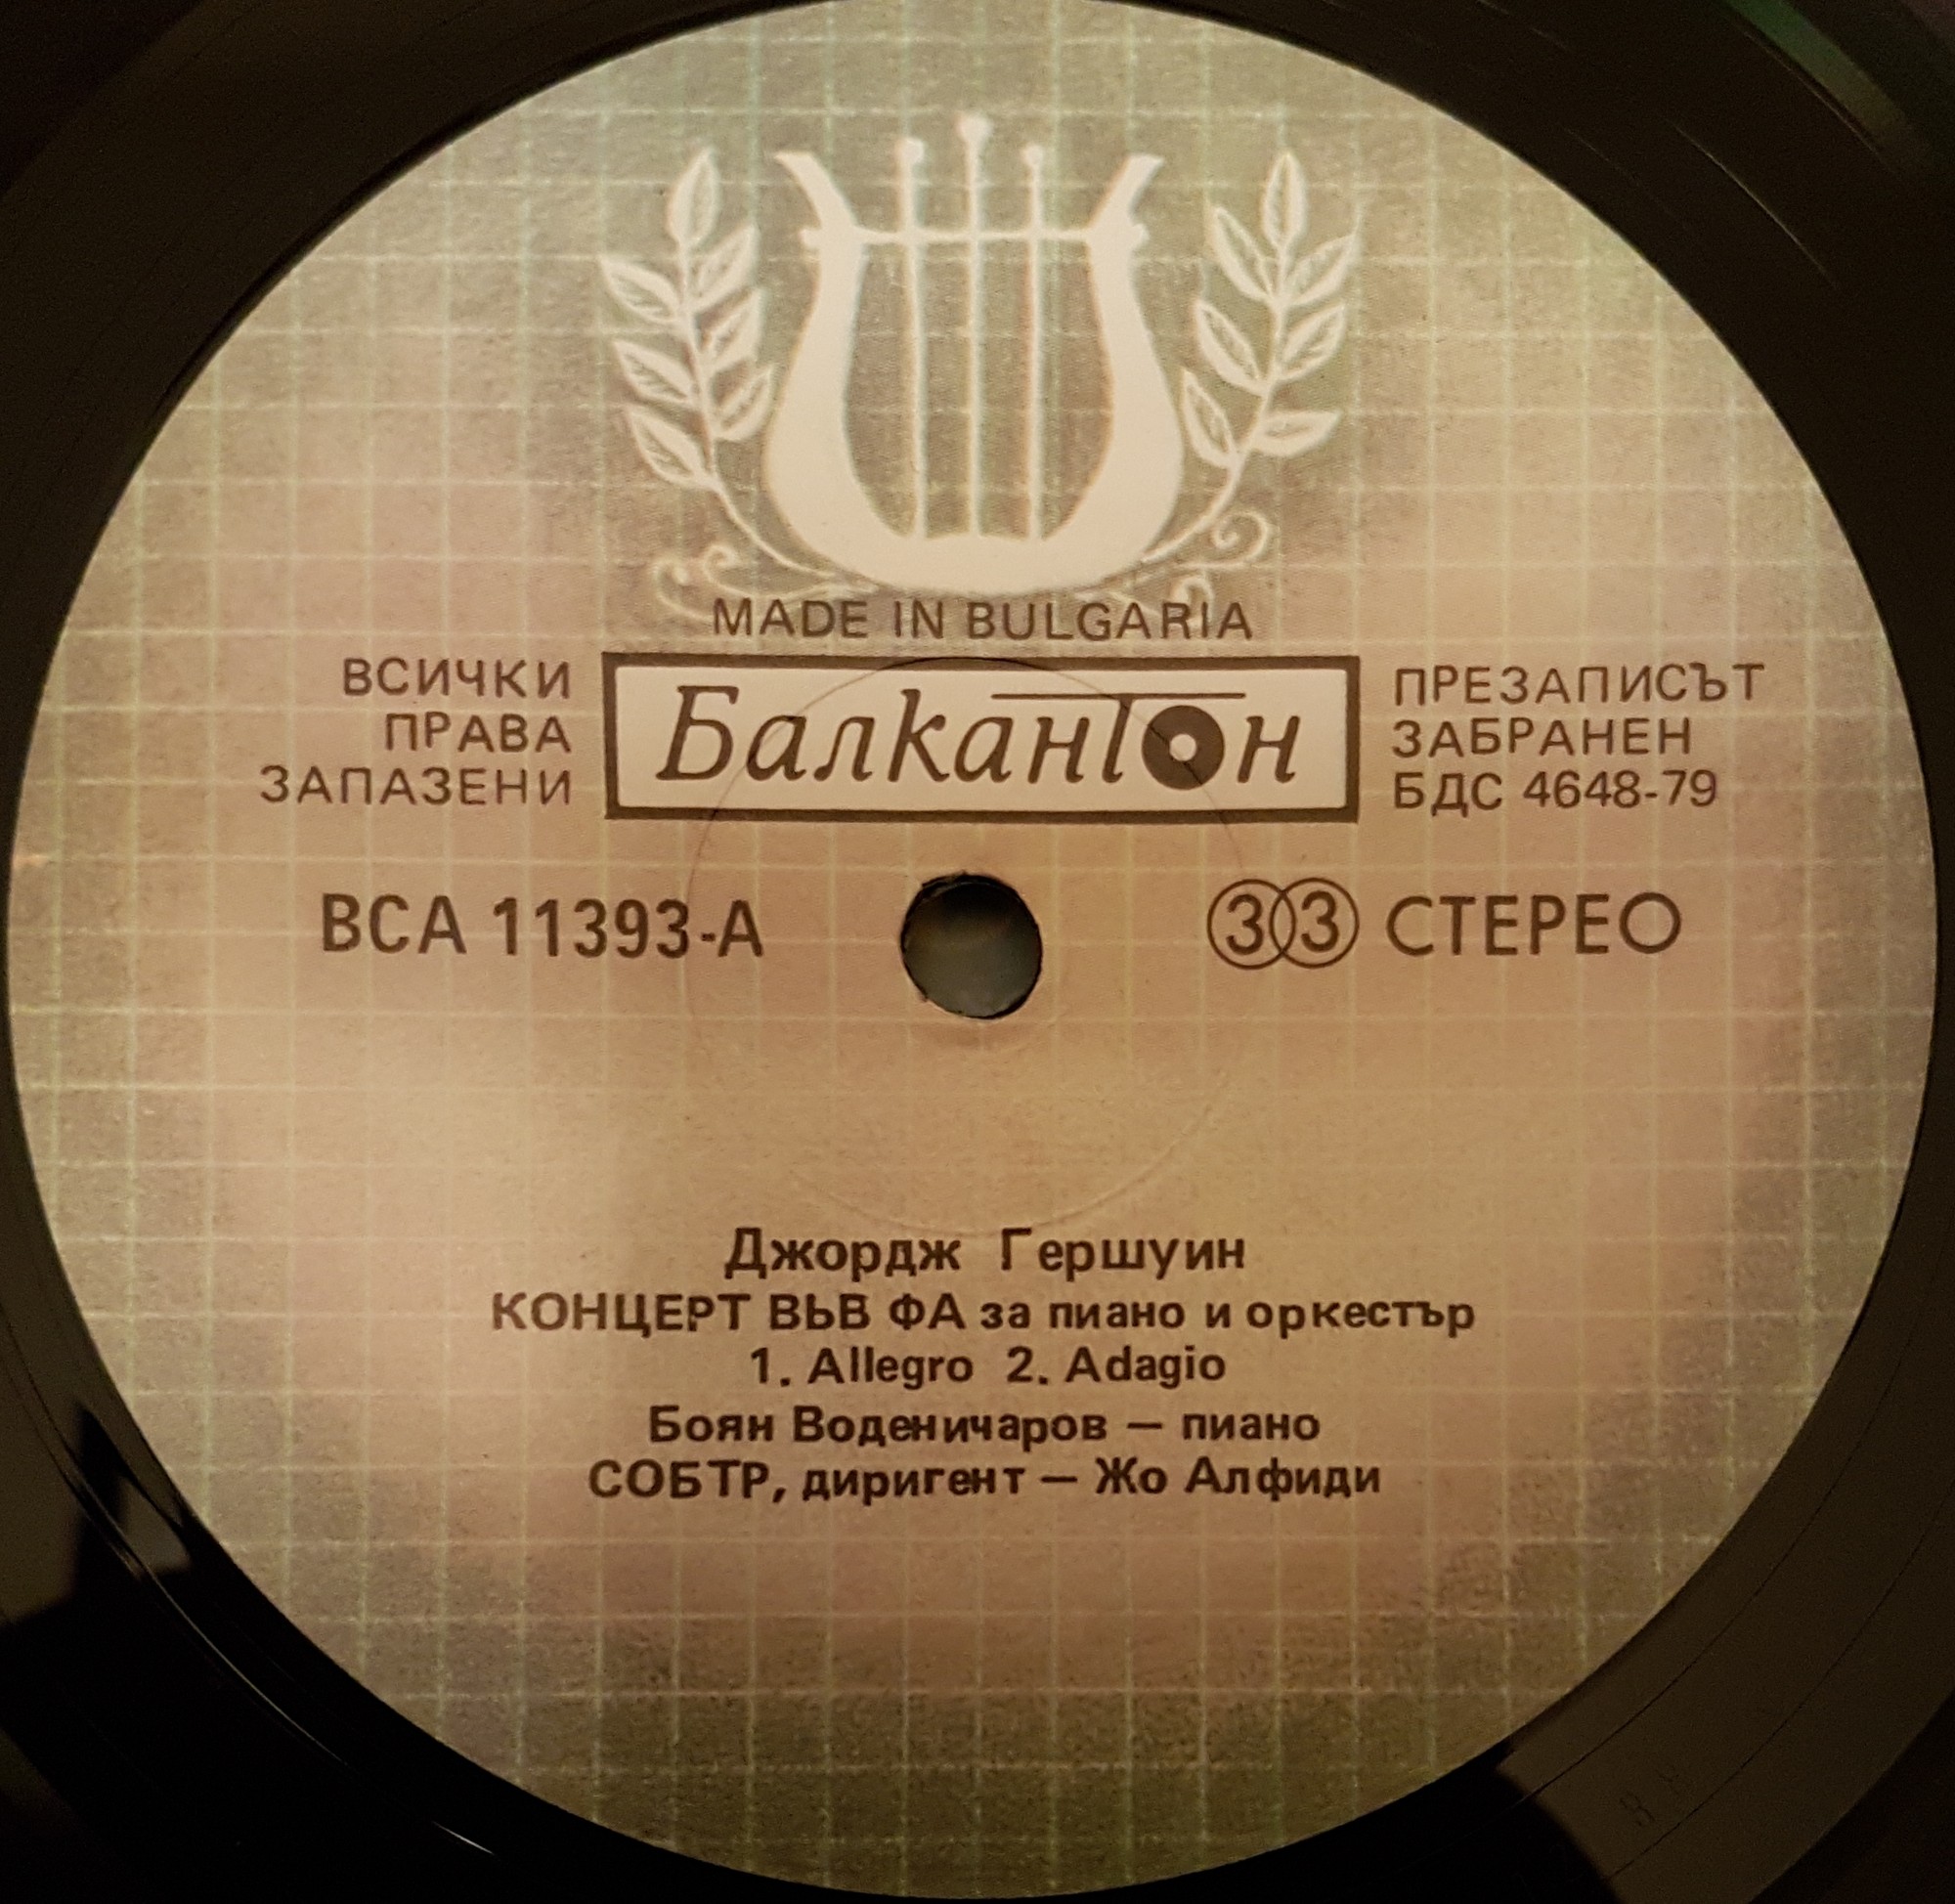 MADE IN BULGARIA
ВСИЧКИ
ПРАВА
ЗАПАЗЕНИ
Балкантон
ПРЕЗАПИСЪТ
ЗАБРАНЕН
БДС 4648-79
ВСА 11393-А
33 СТЕРЕО
Джордж Гершуин
КОНЦЕРТ ВЬВ ФА за пиано и оркестър
1. Allegro 2. Adagio
Боян Воденичаров — пиано
СОБТР, диригент — Жо Алфиди